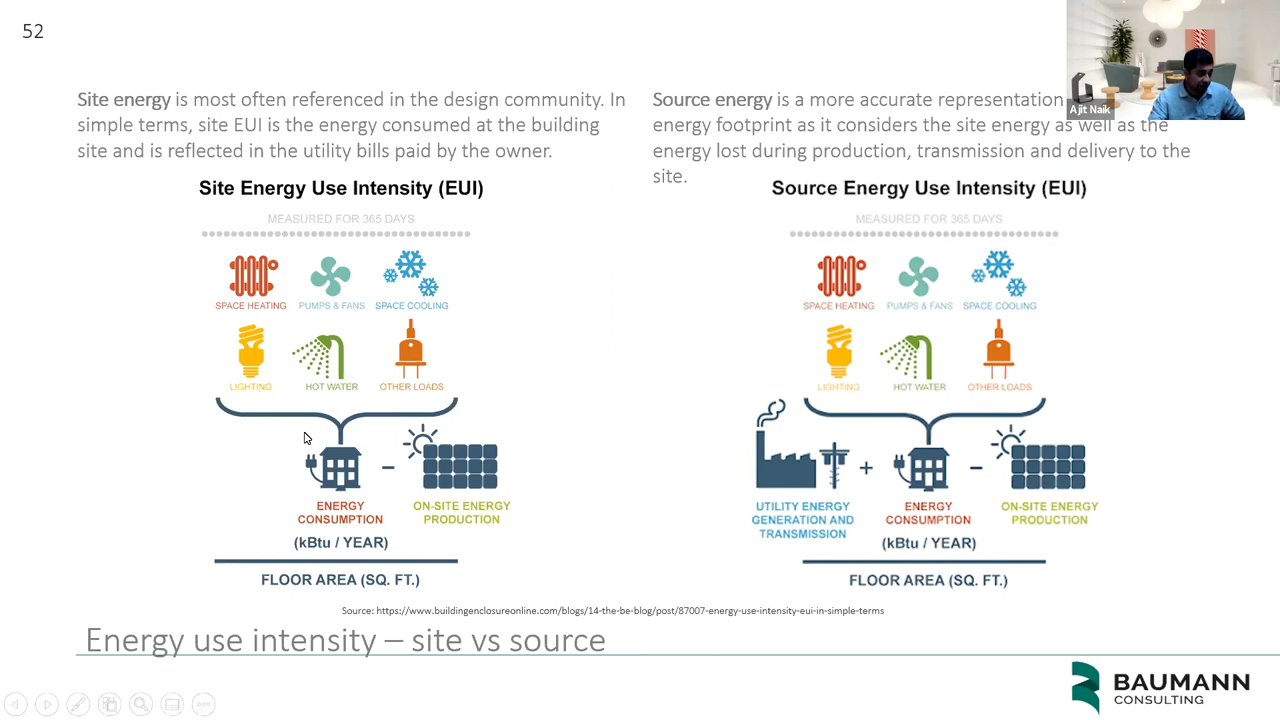 52
Site energy is most often referenced in the design community. In
simple terms, site EUI is the energy consumed at the building
site and is reflected in the utility bills paid by the owner.
Site Energy Use Intensity (EUI)
MEASURED FOR 365 DAYS
SPACE HEATING
PUMPS & FANS
SPACE COOLING
LIGHTING
HOT WATER
OTHER LOADS
–
ENERGY
CONSUMPTION
ON-SITE ENERGY
PRODUCTION
(kBtu / YEAR)
FLOOR AREA (SQ. FT.)
Source energy is a more accurate representation
energy footprint as it considers the site energy as well as the
energy lost during production, transmission and delivery to the
site.
Source Energy Use Intensity (EUI)
MEASURED FOR 365 DAYS
SPACE HEATING
PUMPS & FANS
SPACE COOLING
LIGHTING
HOT WATER
OTHER LOADS
+
–
UTILITY ENERGY
GENERATION AND
TRANSMISSION
ENERGY
CONSUMPTION
ON-SITE ENERGY
PRODUCTION
(kBtu / YEAR)
FLOOR AREA (SQ. FT.)
Ajit Naik
Source: https://www.buildingenclosureonline.com/blogs/14-the-be-blog/post/87007-energy-use-intensity-eui-in-simple-terms
Energy use intensity – site vs source
BAUMANN
CONSULTING